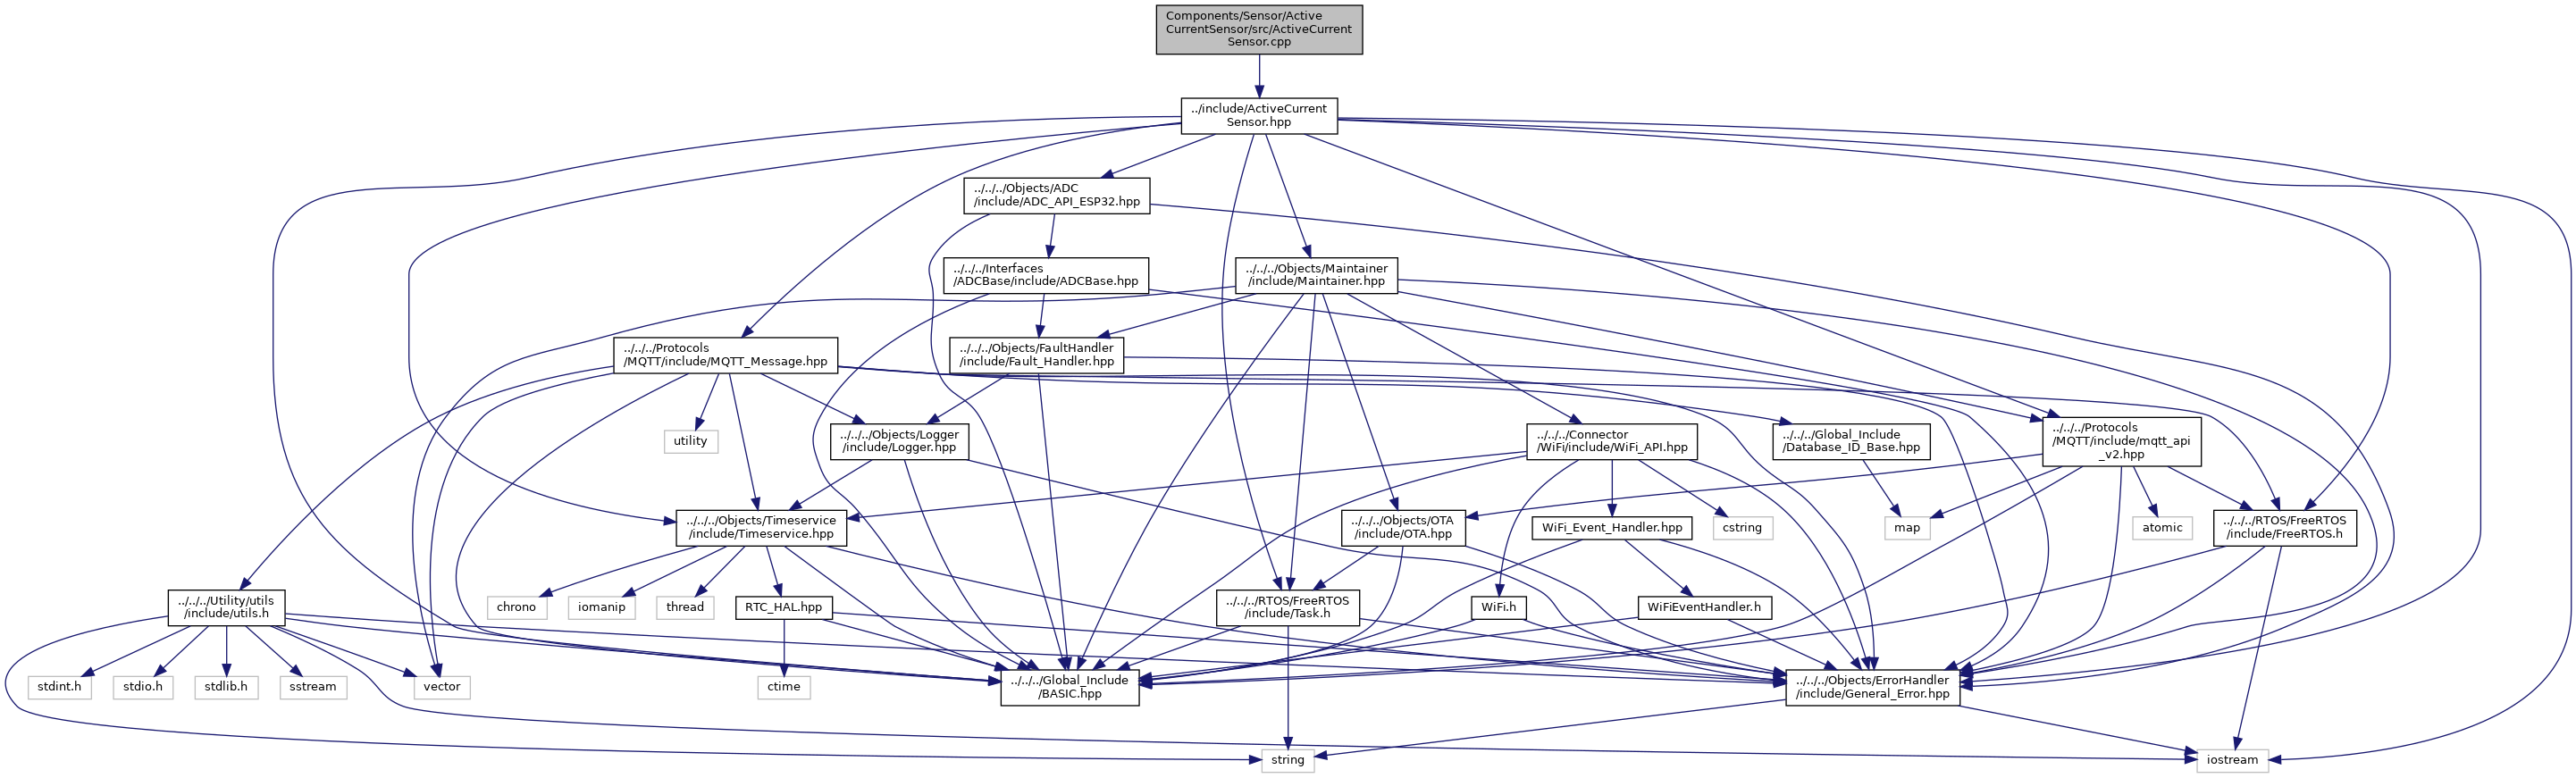 Components/Sensor/Active
CurrentSensor/src/ActiveCurrent
Sensor.cpp
../include/ActiveCurrent
Sensor.hpp
../../../Objects/ADC
/include/ADC_API_ESP32.hpp
../../../Interfaces
/ADCBase/include/ADCBase.hpp
../../../Objects/Maintainer
/include/Maintainer.hpp
../../../Protocols
/MQTT/include/MQTT_Message.hpp
../../../Objects/FaultHandler
/include/Fault_Handler.hpp
utility
../../../Objects/Logger
/include/Logger.hpp
../../../Connector
/WiFi/include/WiFi_API.hpp
../../../Global_Include
/Database_ID_Base.hpp
../../../Protocols
/MQTT/include/mqtt_api
_v2.hpp
../../../Objects/Timeservice
/include/Timeservice.hpp
../../../Objects/OTA
/include/OTA.hpp
WiFi_Event_Handler.hpp
cstring
map
atomic
../../../RTOS/FreeRTOS
/include/FreeRTOS.h
../../../Utility/utils
/include/utils.h
chrono
iomanip
thread
RTC_HAL.hpp
../../../RTOS/FreeRTOS
/include/Task.h
WiFi.h
WiFiEventHandler.h
stdint.h
stdio.h
stdlib.h
sstream
vector
ctime
../../../Global_Include
/BASIC.hpp
../../../Objects/ErrorHandler
/include/General_Error.hpp
string
iostream